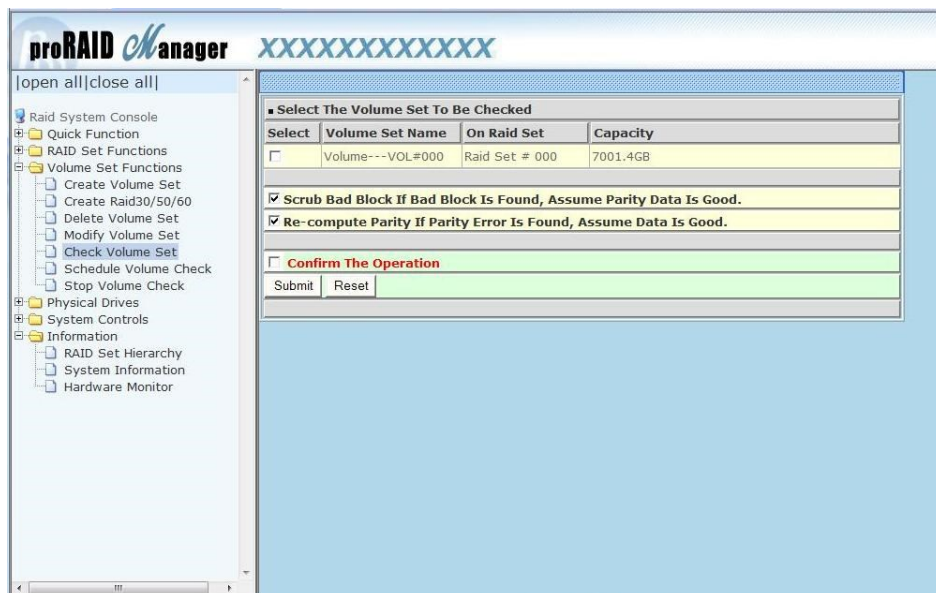 proRAID Manager XXXXXXXXXXXX
|open all|close all|
Raid System Console
Quick Function
RAID Set Functions
Volume Set Functions
Create Volume Set
Create Raid30/50/60
Delete Volume Set
Modify Volume Set
Check Volume Set
Schedule Volume Check
Stop Volume Check
Physical Drives
System Controls
Information
RAID Set Hierarchy
System Information
Hardware Monitor
Select The Volume Set To Be Checked
Select Volume Set Name On Raid Set Capacity
Volume---VOL#000 Raid Set # 000 7001.4GB
Scrub Bad Block If Bad Block Is Found, Assume Parity Data Is Good.
Re-compute Parity If Parity Error Is Found, Assume Data Is Good.
Confirm The Operation
Submit Reset